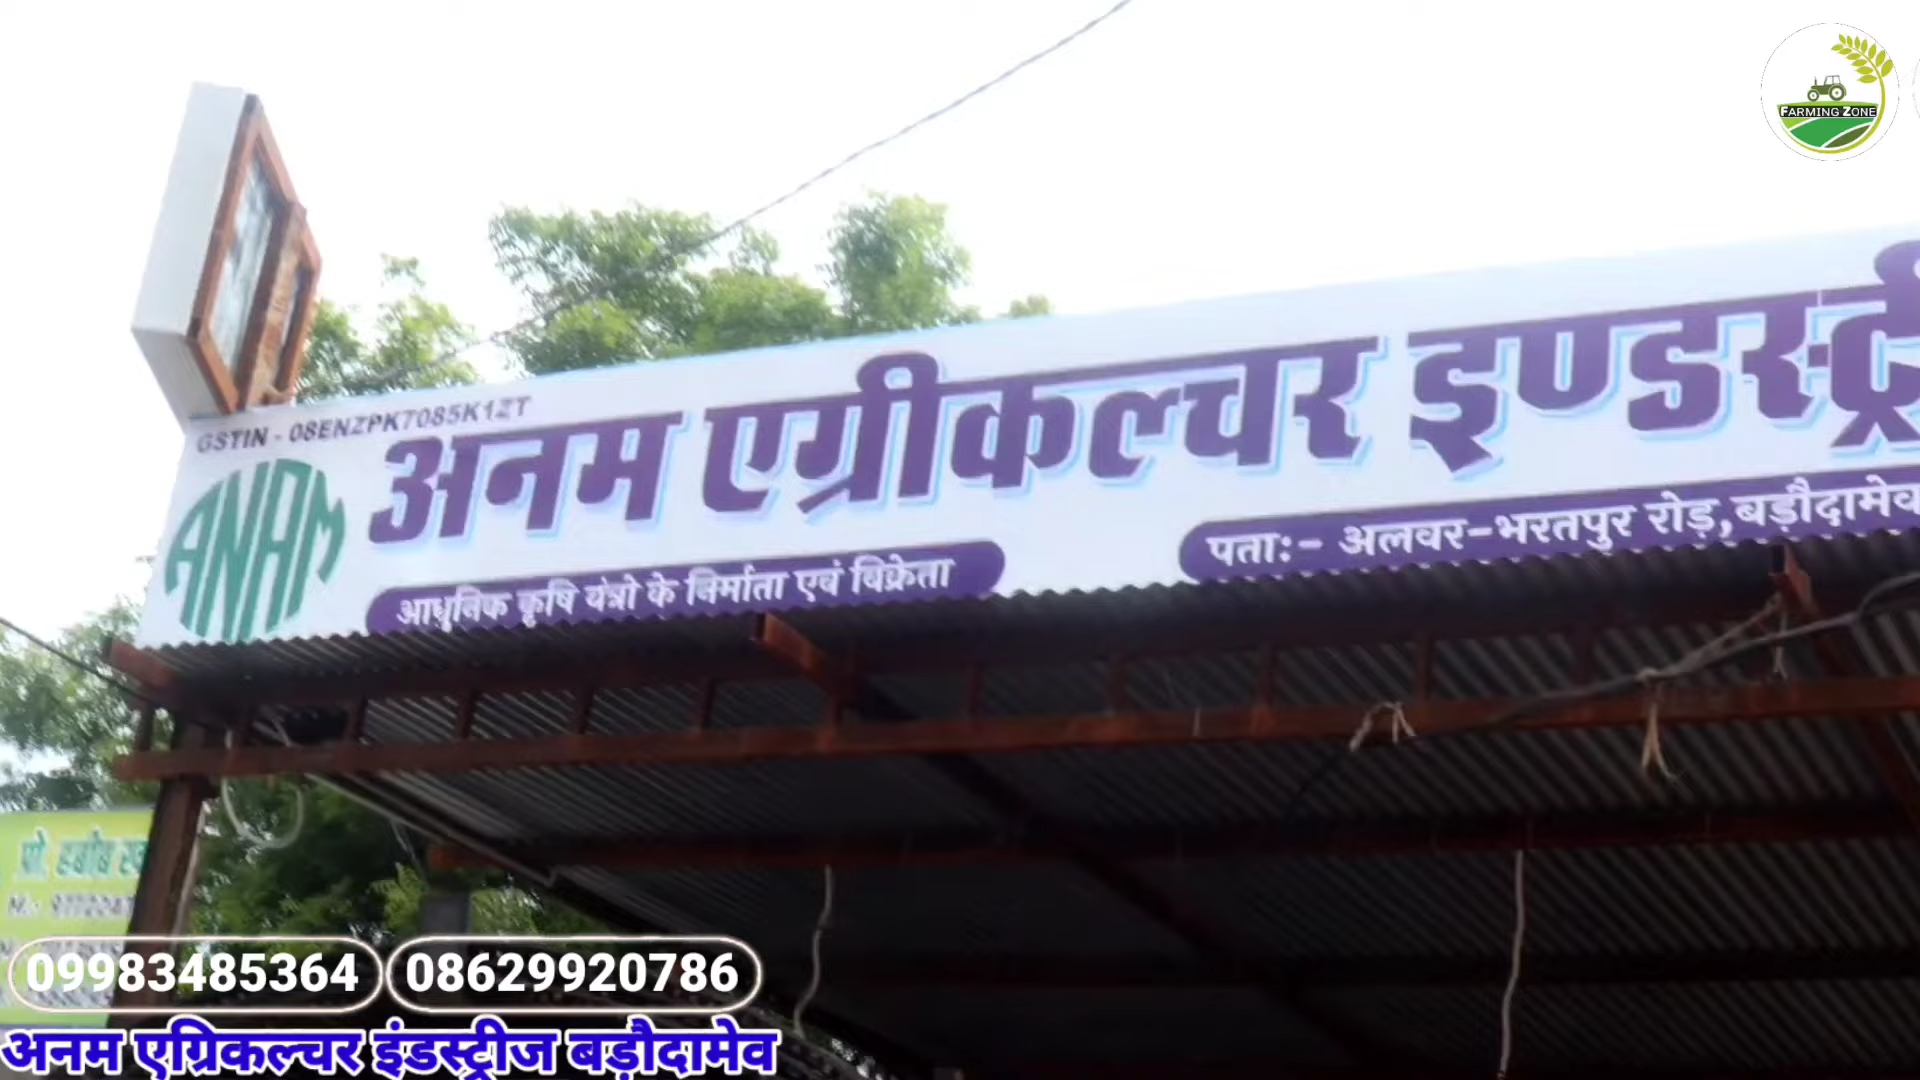 FARMING ZONE
GSTIN - 08ENZPK7085K1ZT
ANAM
अनम एग्रीकल्चर इण्डस्ट्री
आधुनिक कृषि यंत्रो के निर्माता एवं विक्रेता
पता:- अलवर-भरतपुर रोड़, बड़ौदामेव
प्रो. हबीब
09983485364 08629920786
अनम एग्रिकल्चर इंडस्ट्रीज बड़ौदामेव